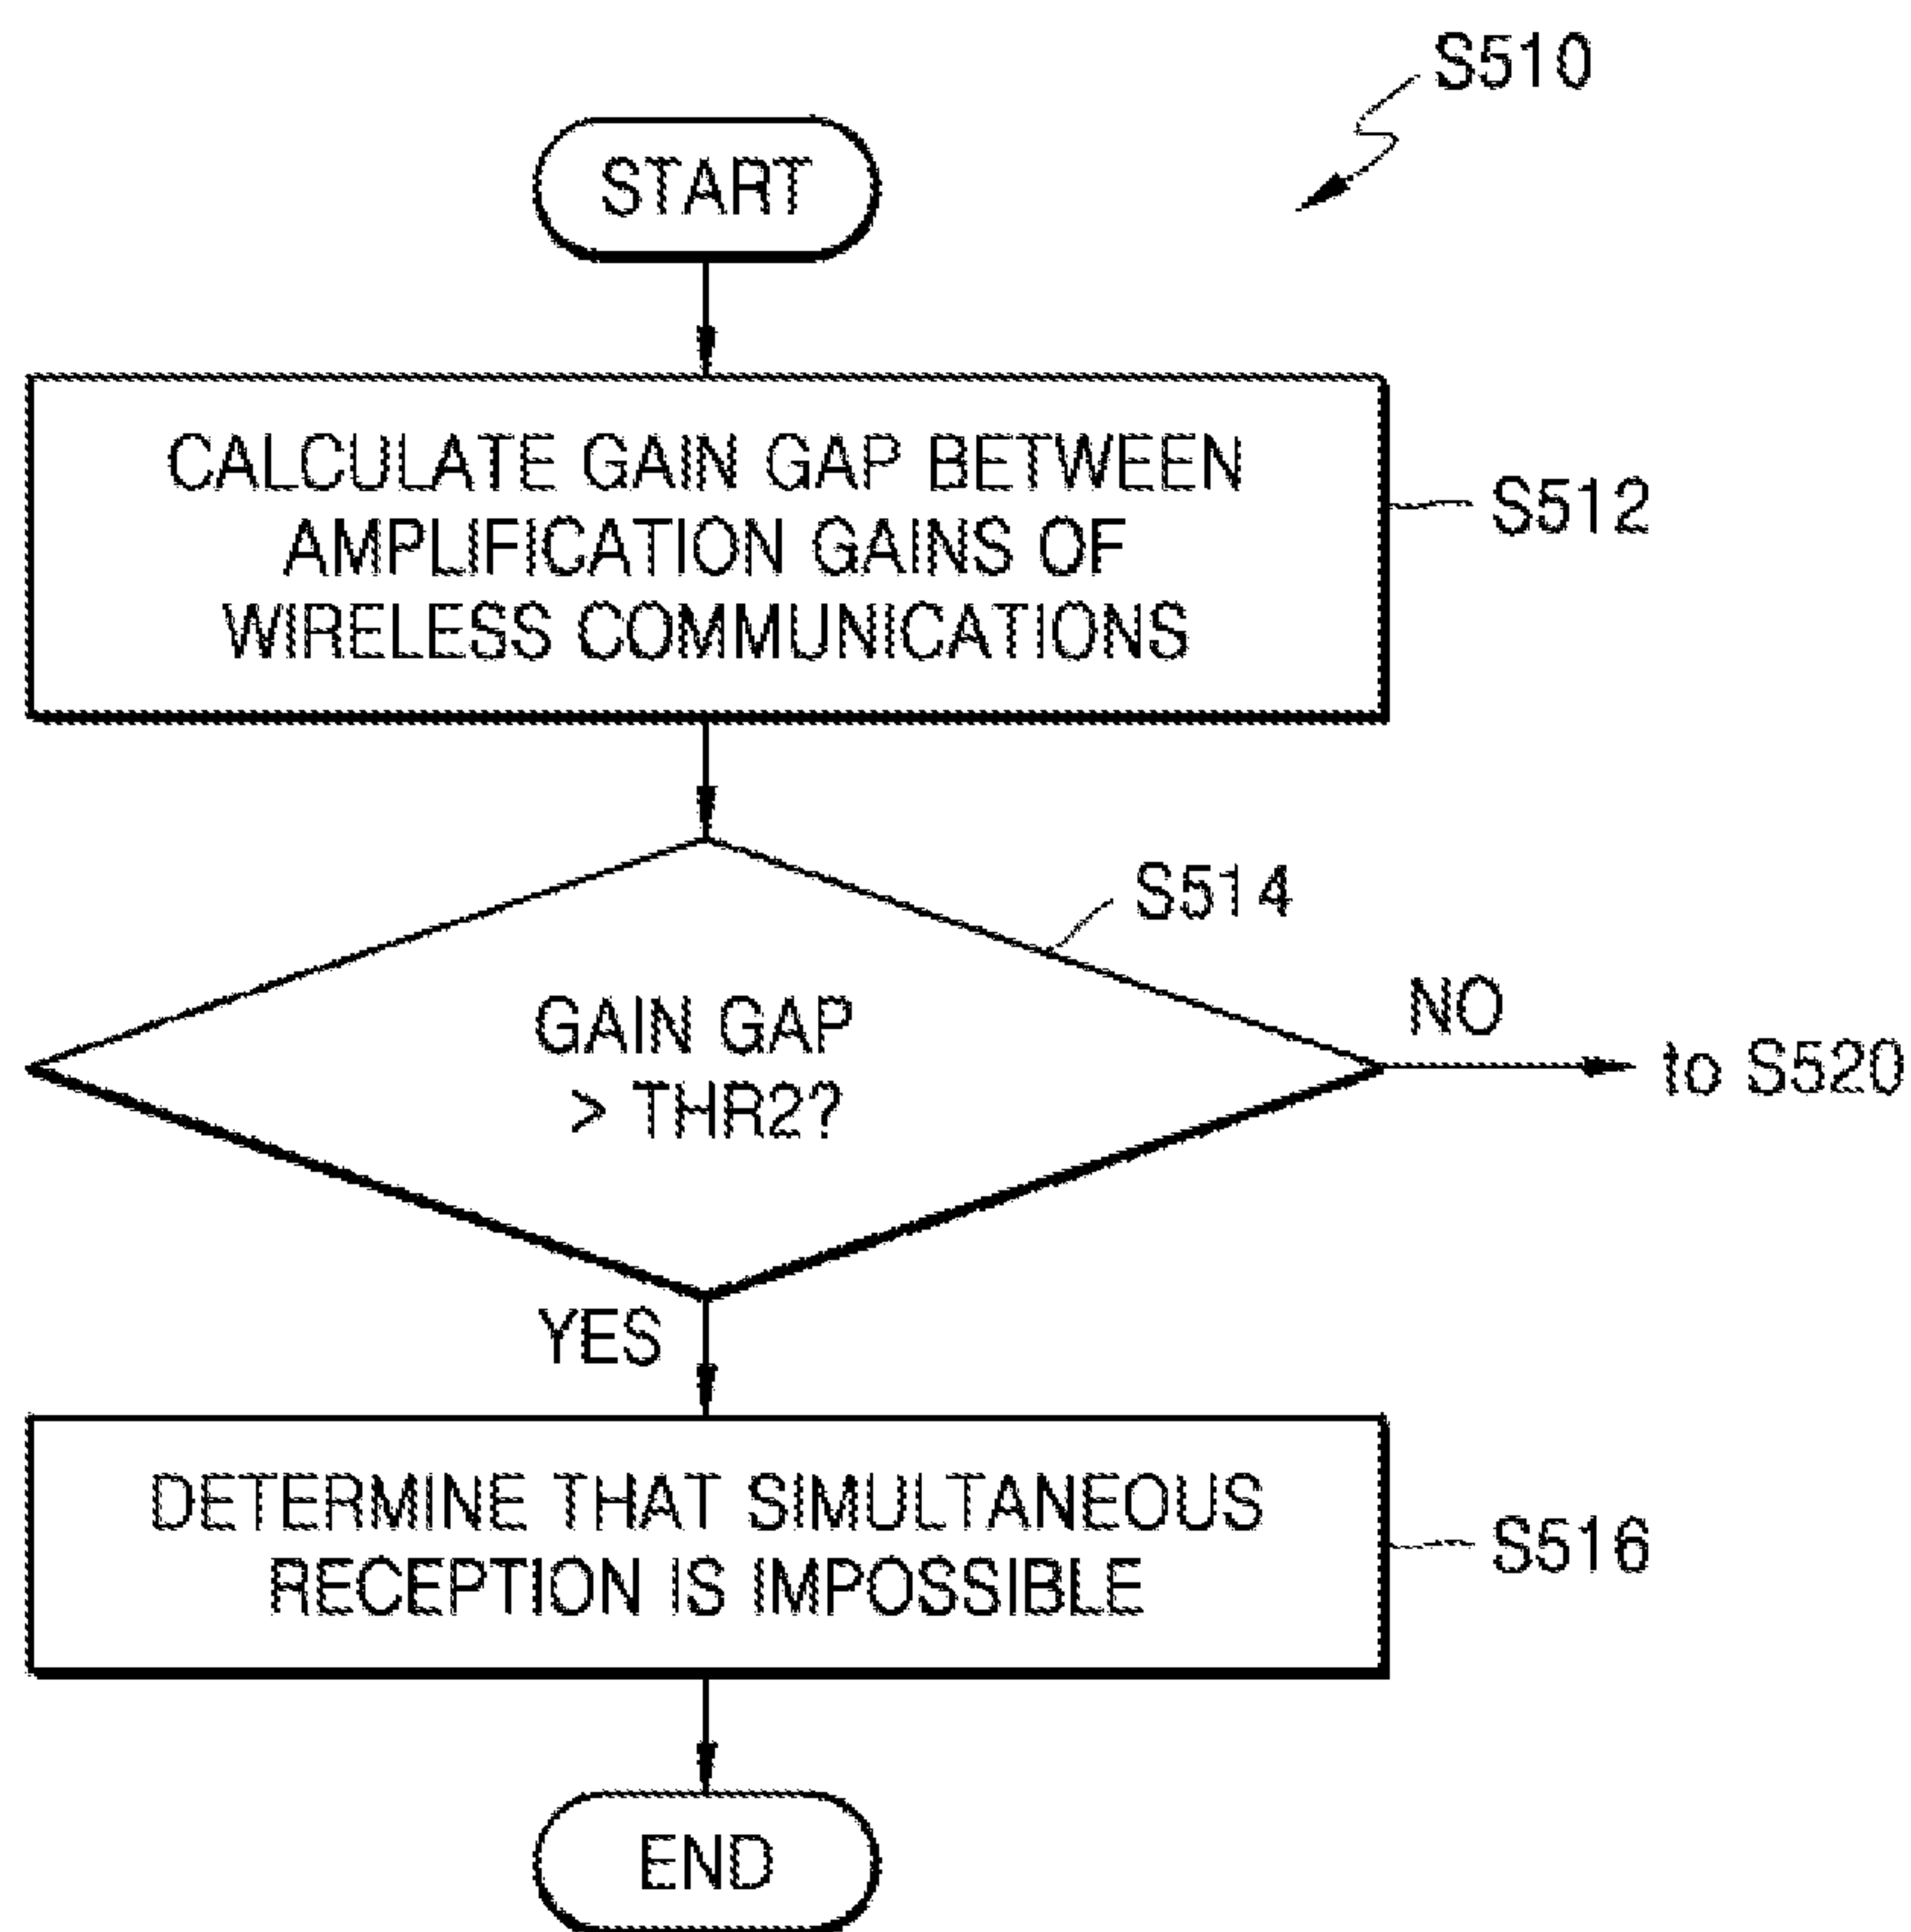 S510
START
CALCULATE GAIN GAP BETWEEN
AMPLIFICATION GAINS OF
WIRELESS COMMUNICATIONS
S512
S514
GAIN GAP
> THR2?
NO
to S520
YES
DETERMINE THAT SIMULTANEOUS
RECEPTION IS IMPOSSIBLE
S516
END